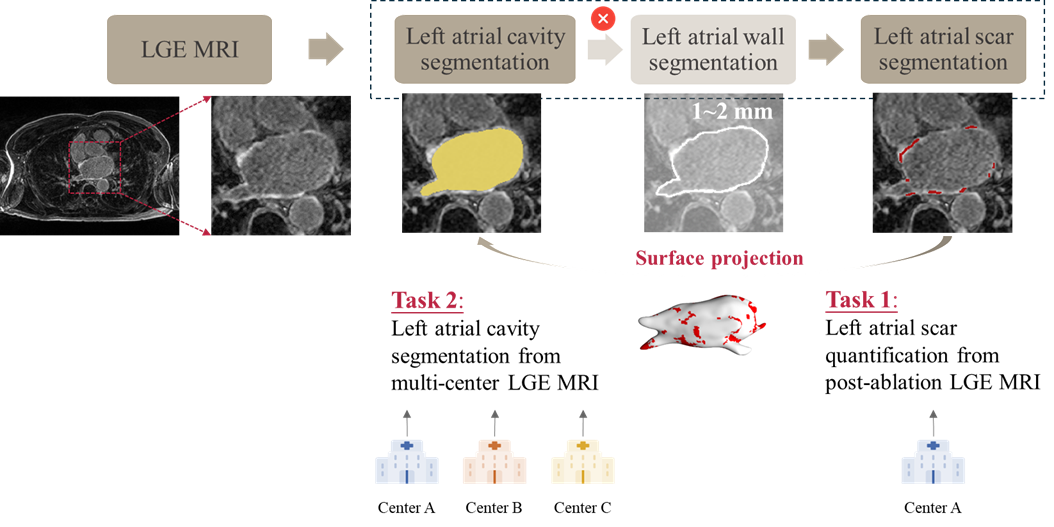 LGE MRI
Left atrial cavity
segmentation
Left atrial wall
segmentation
Left atrial scar
segmentation
1~2 mm
Surface projection
Task 2:
Left atrial cavity
segmentation from
multi-center LGE MRI
Task 1:
Left atrial scar
quantification from
post-ablation LGE MRI
Center A
Center B
Center C
Center A